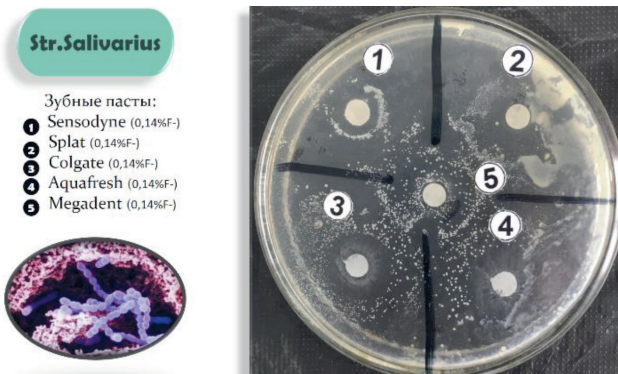 Str.Salivarius
Зубные пасты:
1 Sensodyne (0,14%F-)
2 Splat (0,14%F-)
3 Colgate (0,14%F-)
4 Aquafresh (0,14%F-)
5 Megadent (0,14%F-)
1
2
5
3
4